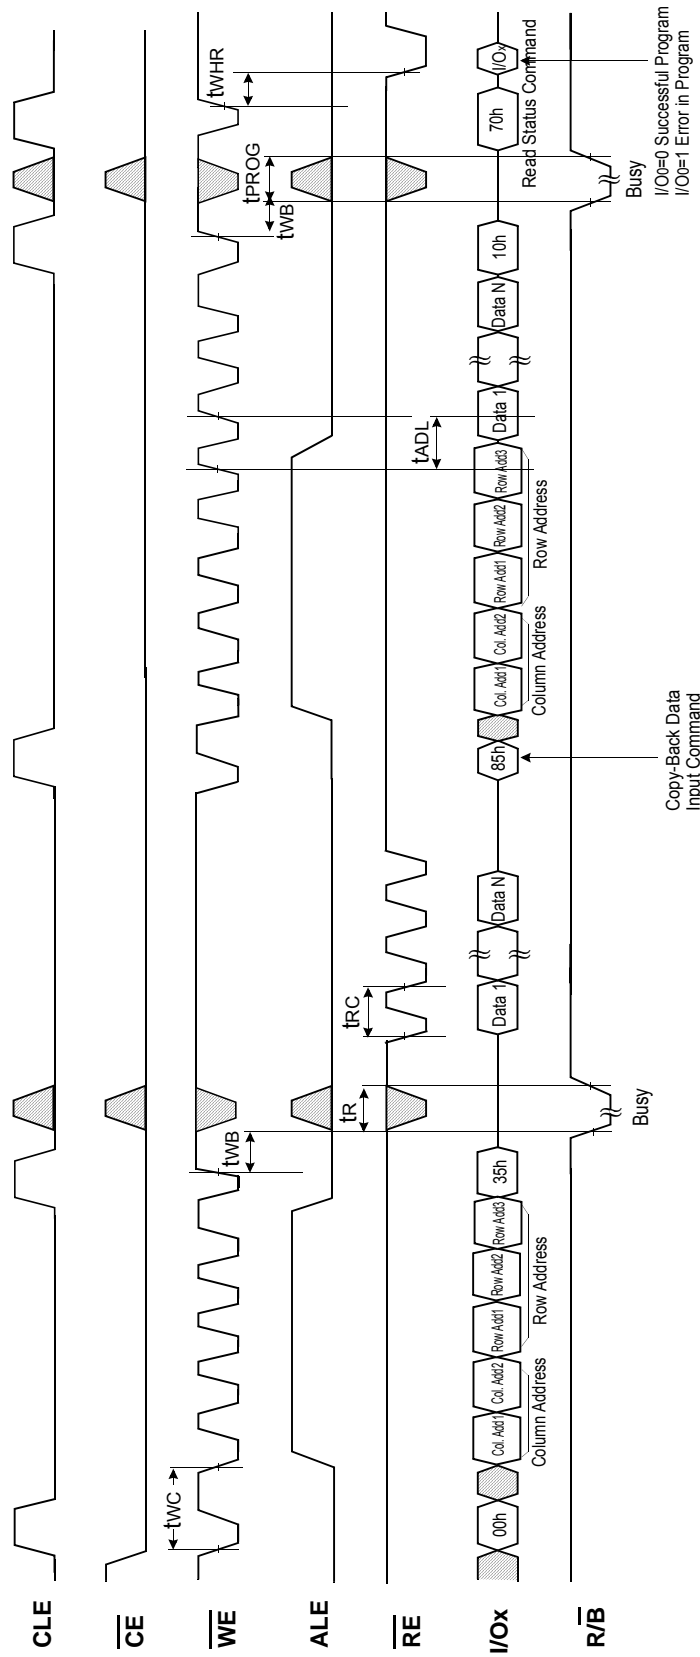 CLE
CE
WE
ALE
RE
I/Ox
R/B
tWC
tWB
tWB
tPROG
tWHR
tR
tRC
tADL
00h
Col. Add1
Col. Add2
Row Add1
Row Add2
Row Add3
35h
Data 1
Data N
85h
Col. Add1
Col. Add2
Row Add1
Row Add2
Row Add3
Data 1
Data N
10h
70h
I/Ox
Column Address
Row Address
Column Address
Row Address
Read Status Command
Busy
Busy
Copy-Back Data
Input Command
I/O0=0 Successful Program
I/O0=1 Error in Program